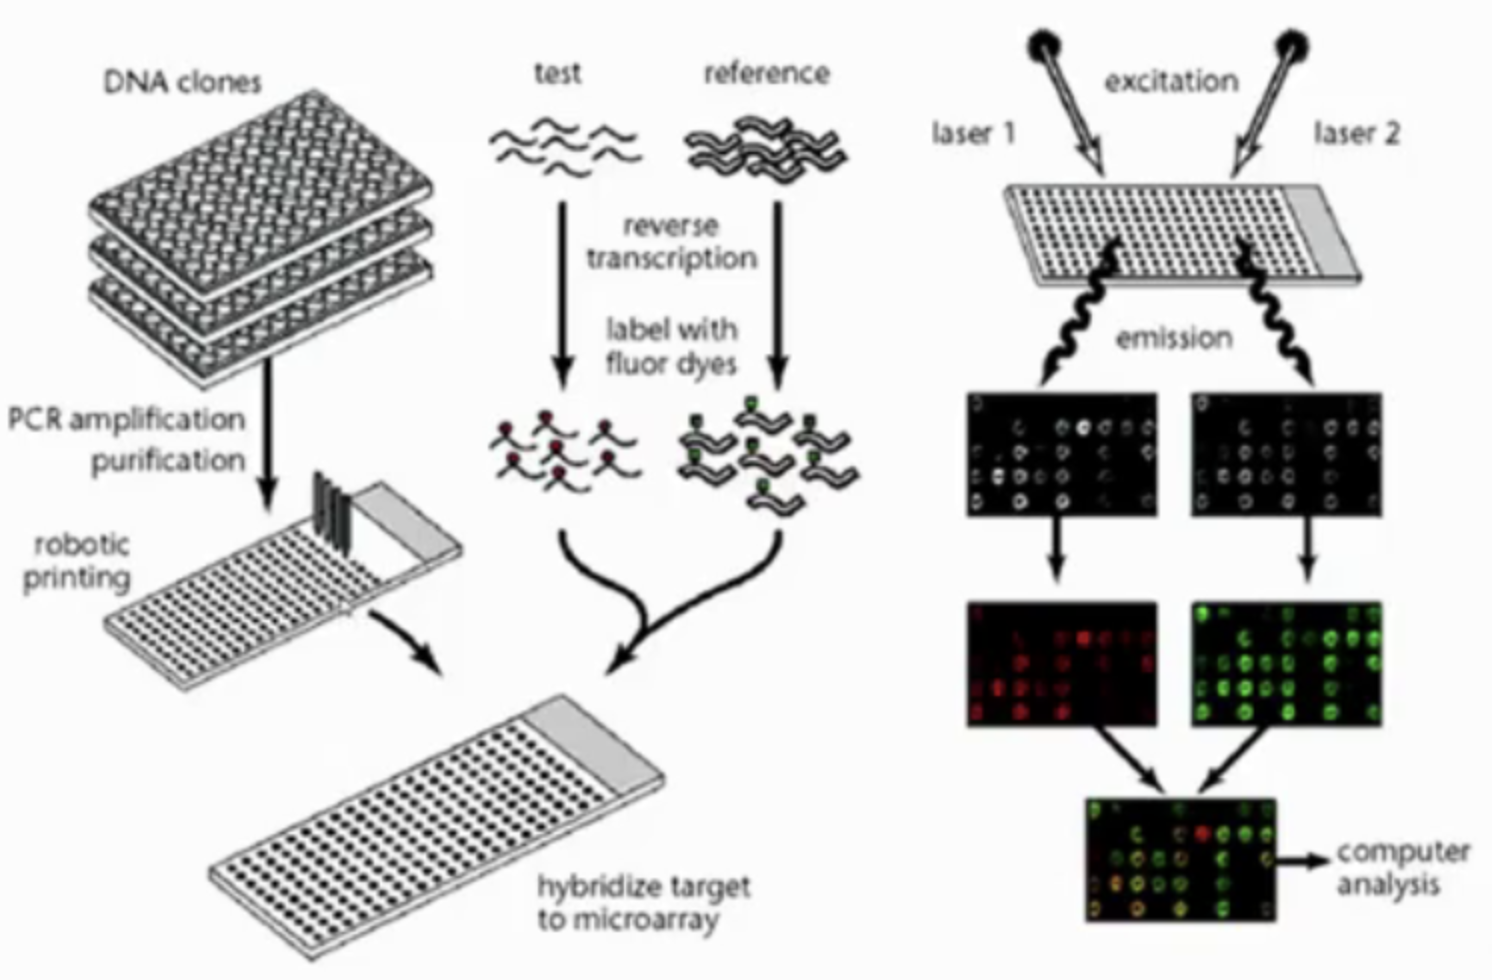 DNA clones
PCR amplification
purification
robotic
printing
test
reference
reverse
transcription
label with
fluor dyes
hybridize target
to microarray
excitation
laser 1
laser 2
emission
computer
analysis